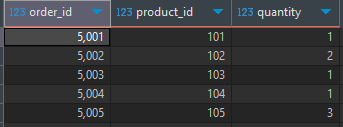 123 order_id 123 product_id 123 quantity
5,001 101 1
5,002 102 2
5,003 103 1
5,004 104 1
5,005 105 3